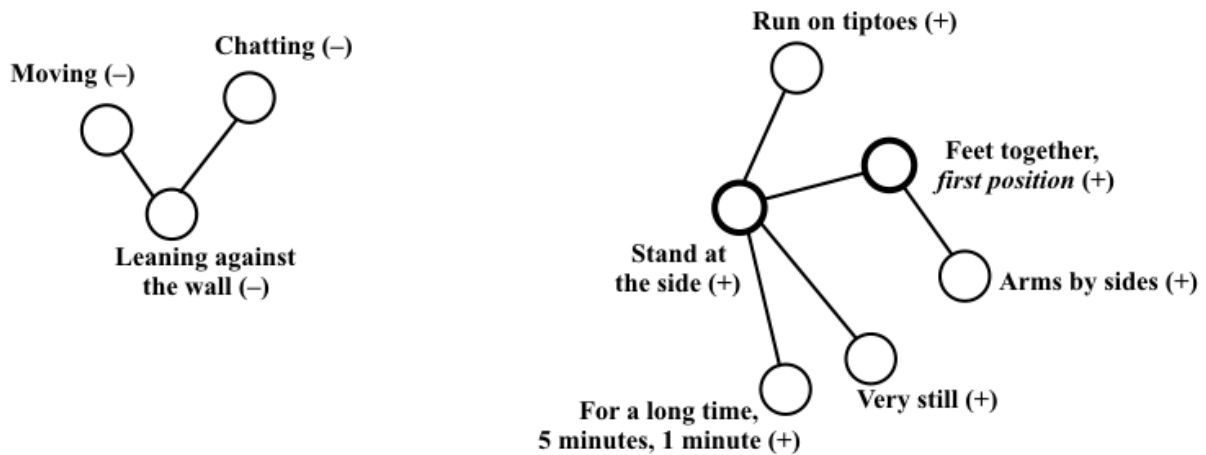 Chatting (–)
Moving (–)
Leaning against
the wall (–)
Run on tiptoes (+)
Feet together,
first position (+)
Stand at
the side (+)
Arms by sides (+)
Very still (+)
For a long time,
5 minutes, 1 minute (+)